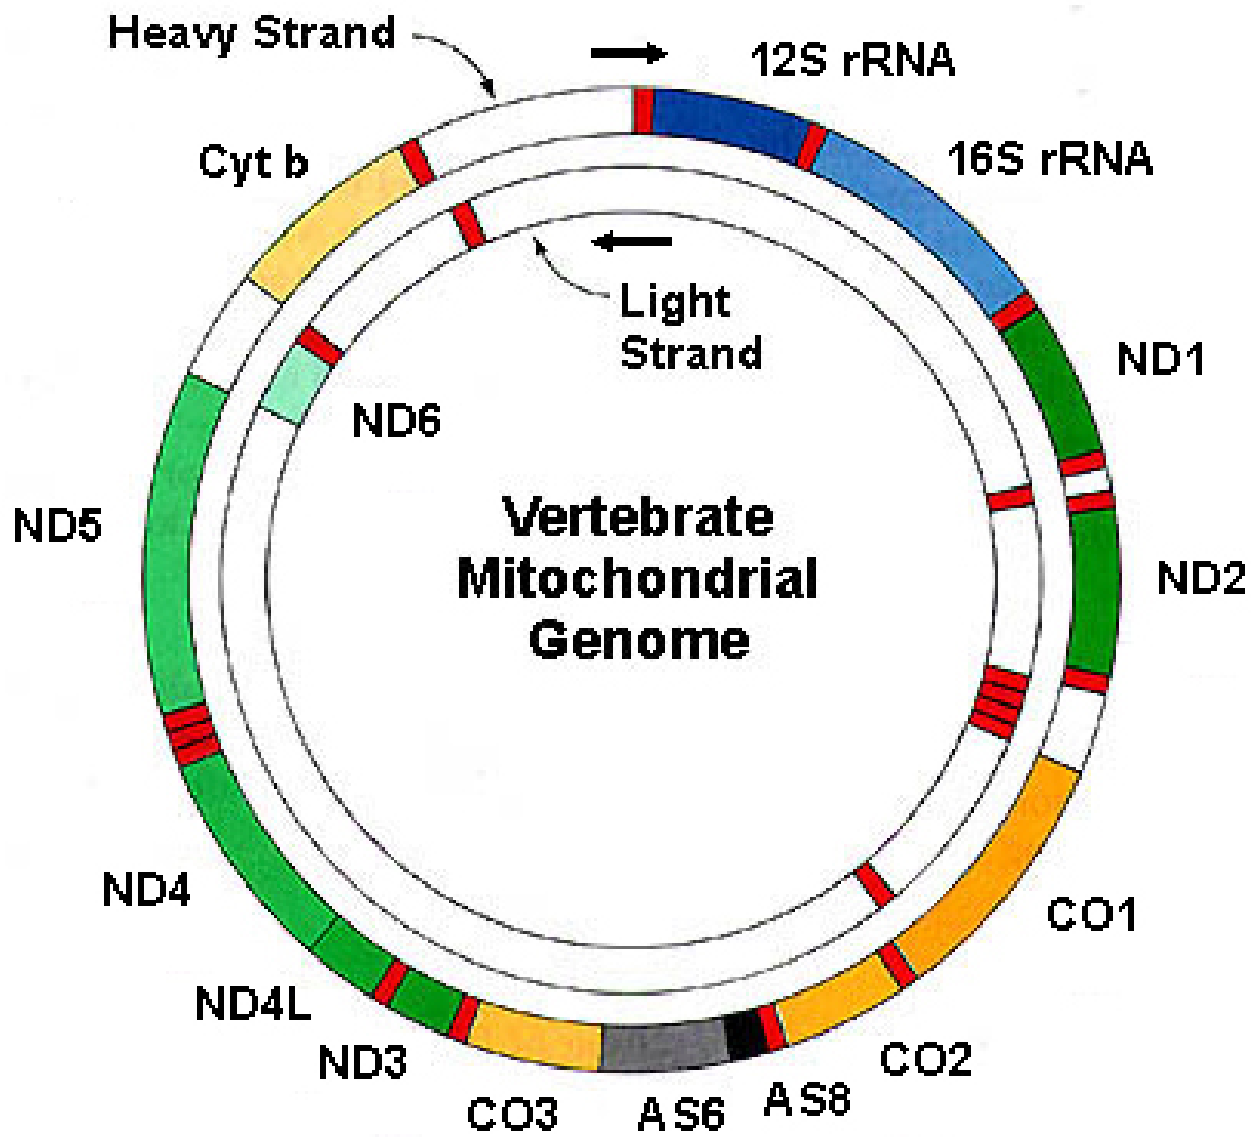 Heavy Strand
12S rRNA
16S rRNA
Cyt b
Light
Strand
ND1
ND6
Vertebrate
Mitochondrial
Genome
ND5
ND2
ND4
CO1
ND4L
ND3
CO2
CO3
AS6
AS8